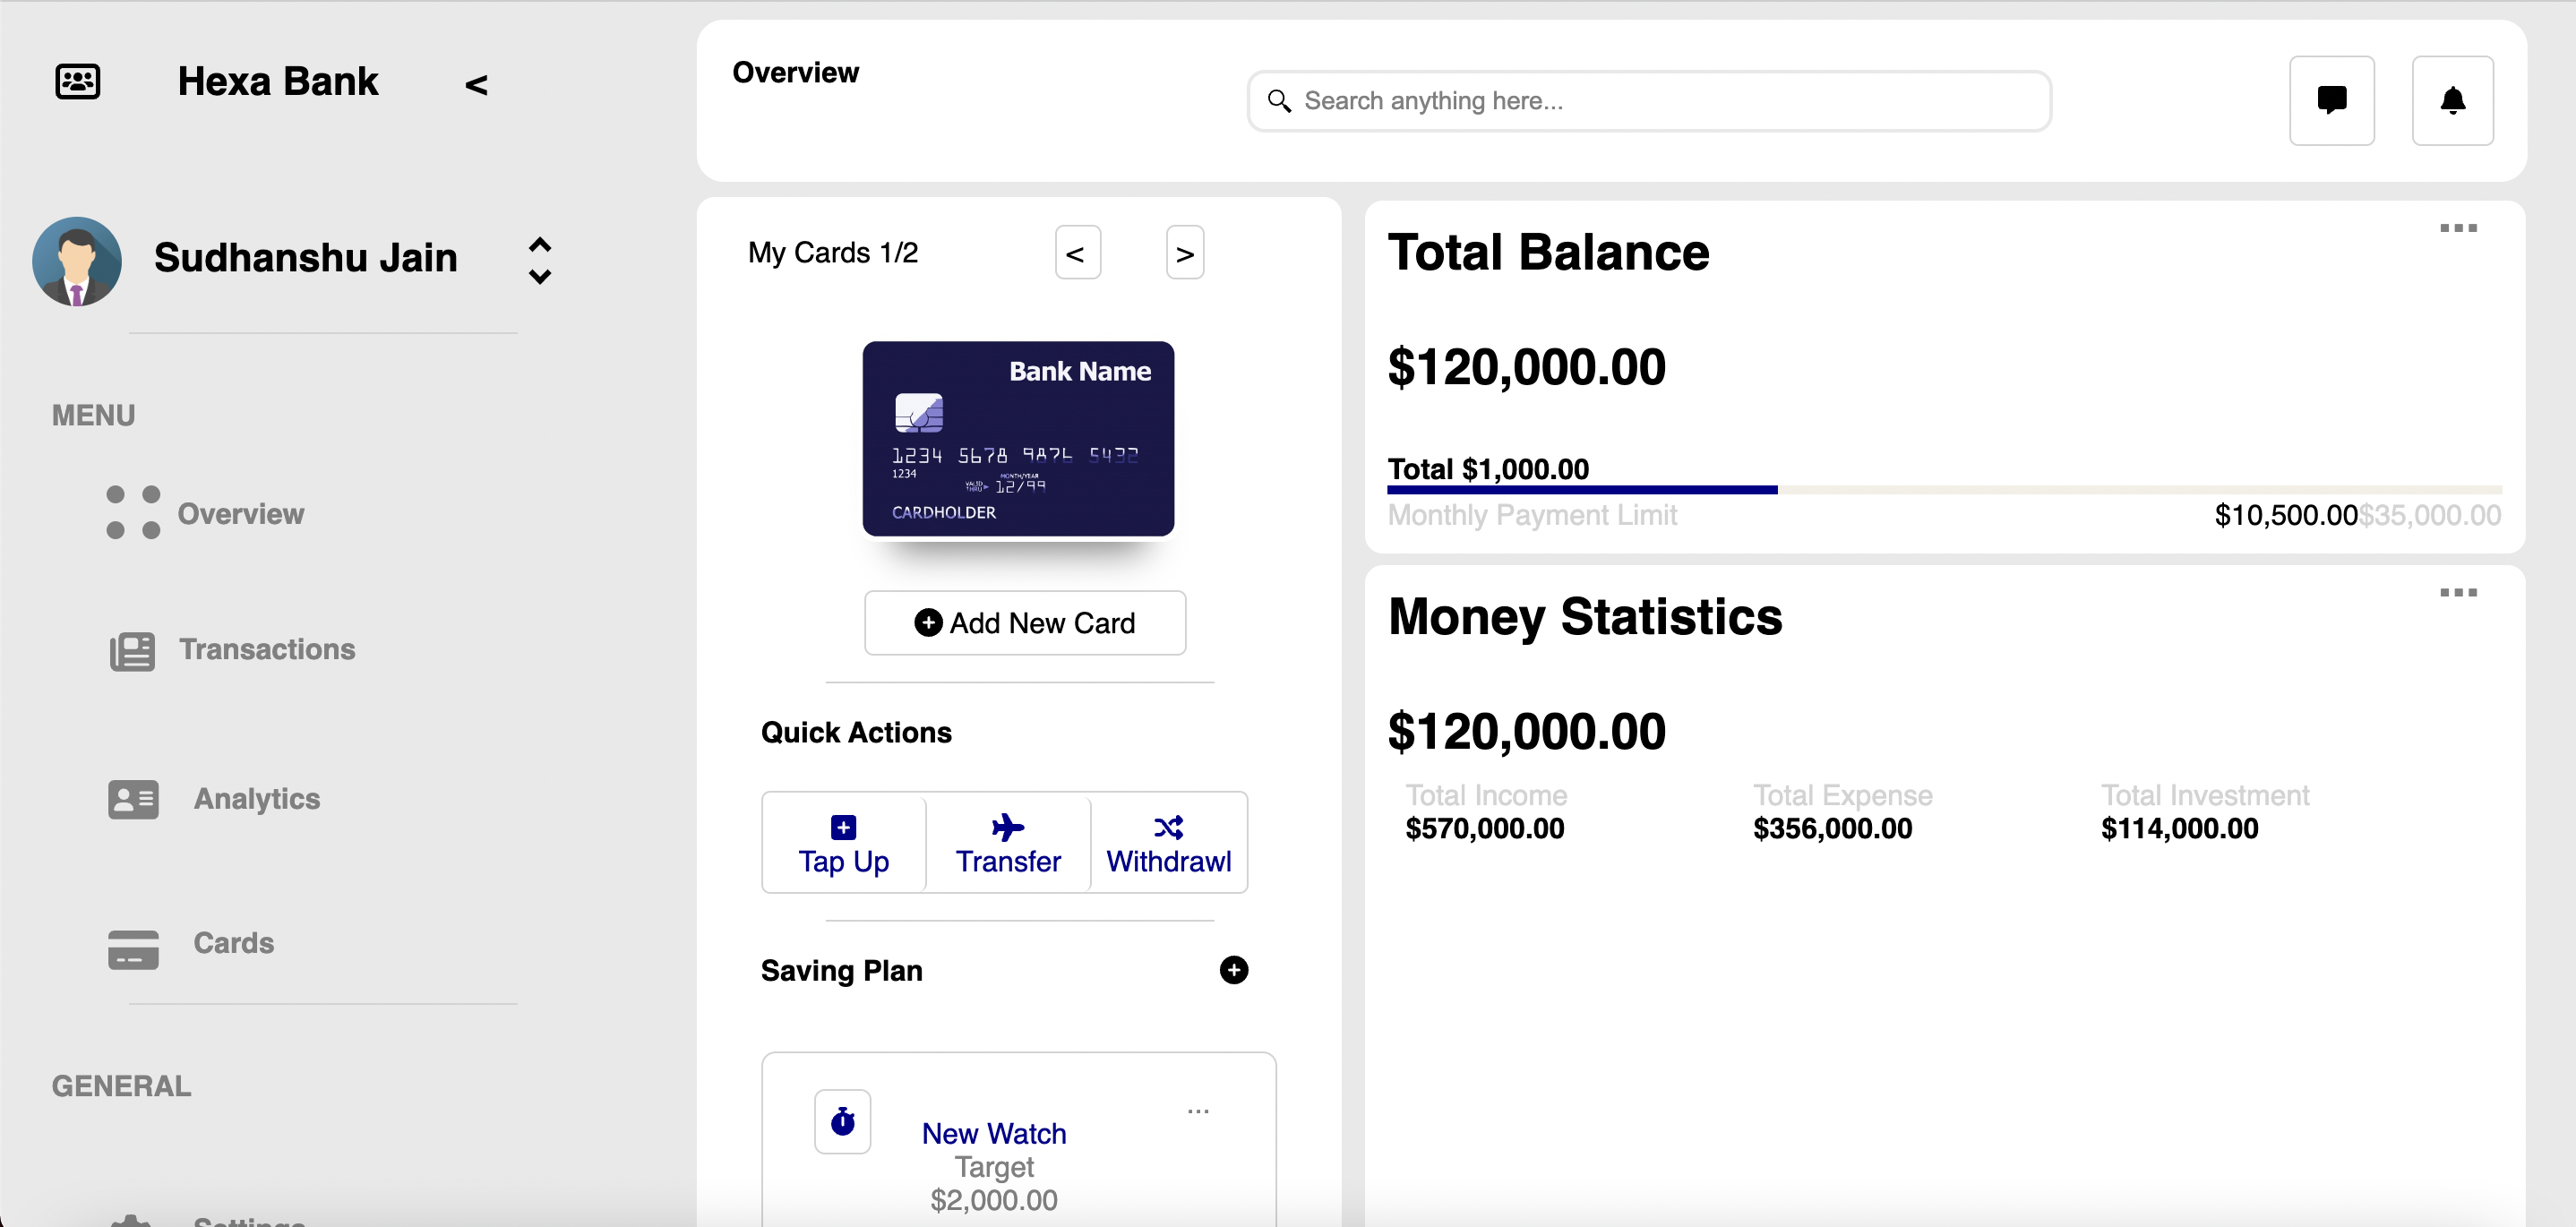 Hexa Bank <
Sudhanshu Jain
MENU
Overview
Transactions
Analytics
Cards
GENERAL
Settings
Overview
Search anything here...
My Cards 1/2 < >
Bank Name
1234 5678 9876 5432
1234
MONTH/YEAR
VALID THRU 12/99
CARDHOLDER
Add New Card
Quick Actions
Tap Up Transfer Withdrawl
Saving Plan
...
New Watch
Target
$2,000.00
Total Balance
$120,000.00
Total $1,000.00
Monthly Payment Limit $10,500.00$35,000.00
Money Statistics
$120,000.00
Total Income Total Expense Total Investment
$570,000.00 $356,000.00 $114,000.00